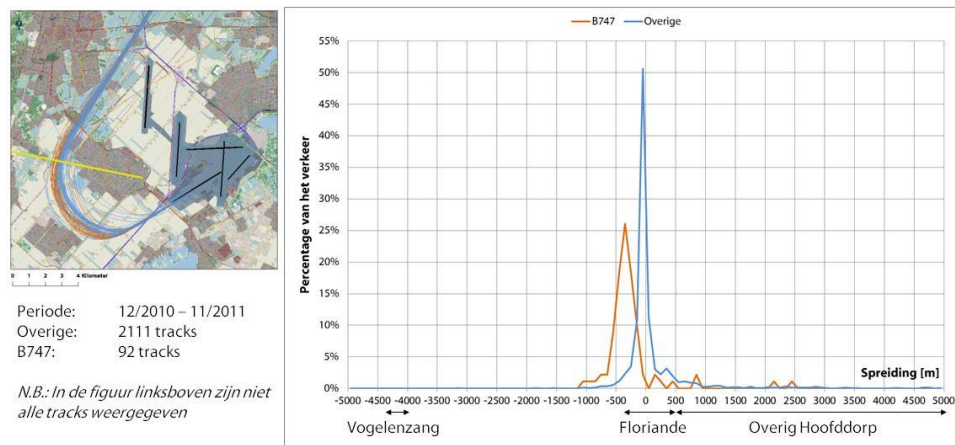 0 1 2 3 4 Kilometer
Periode: 12/2010 – 11/2011
Overige: 2111 tracks
B747: 92 tracks
N.B.: In de figuur linksboven zijn niet
alle tracks weergegeven
B747 Overige
Percentage van het verkeer
55%
50%
45%
40%
35%
30%
25%
20%
15%
10%
5%
0%
Spreiding [m]
-5000 -4500 -4000 -3500 -3000 -2500 -2000 -1500 -1000 -500 0 500 1000 1500 2000 2500 3000 3500 4000 4500 5000
Vogelenzang Floriande Overig Hoofddorp